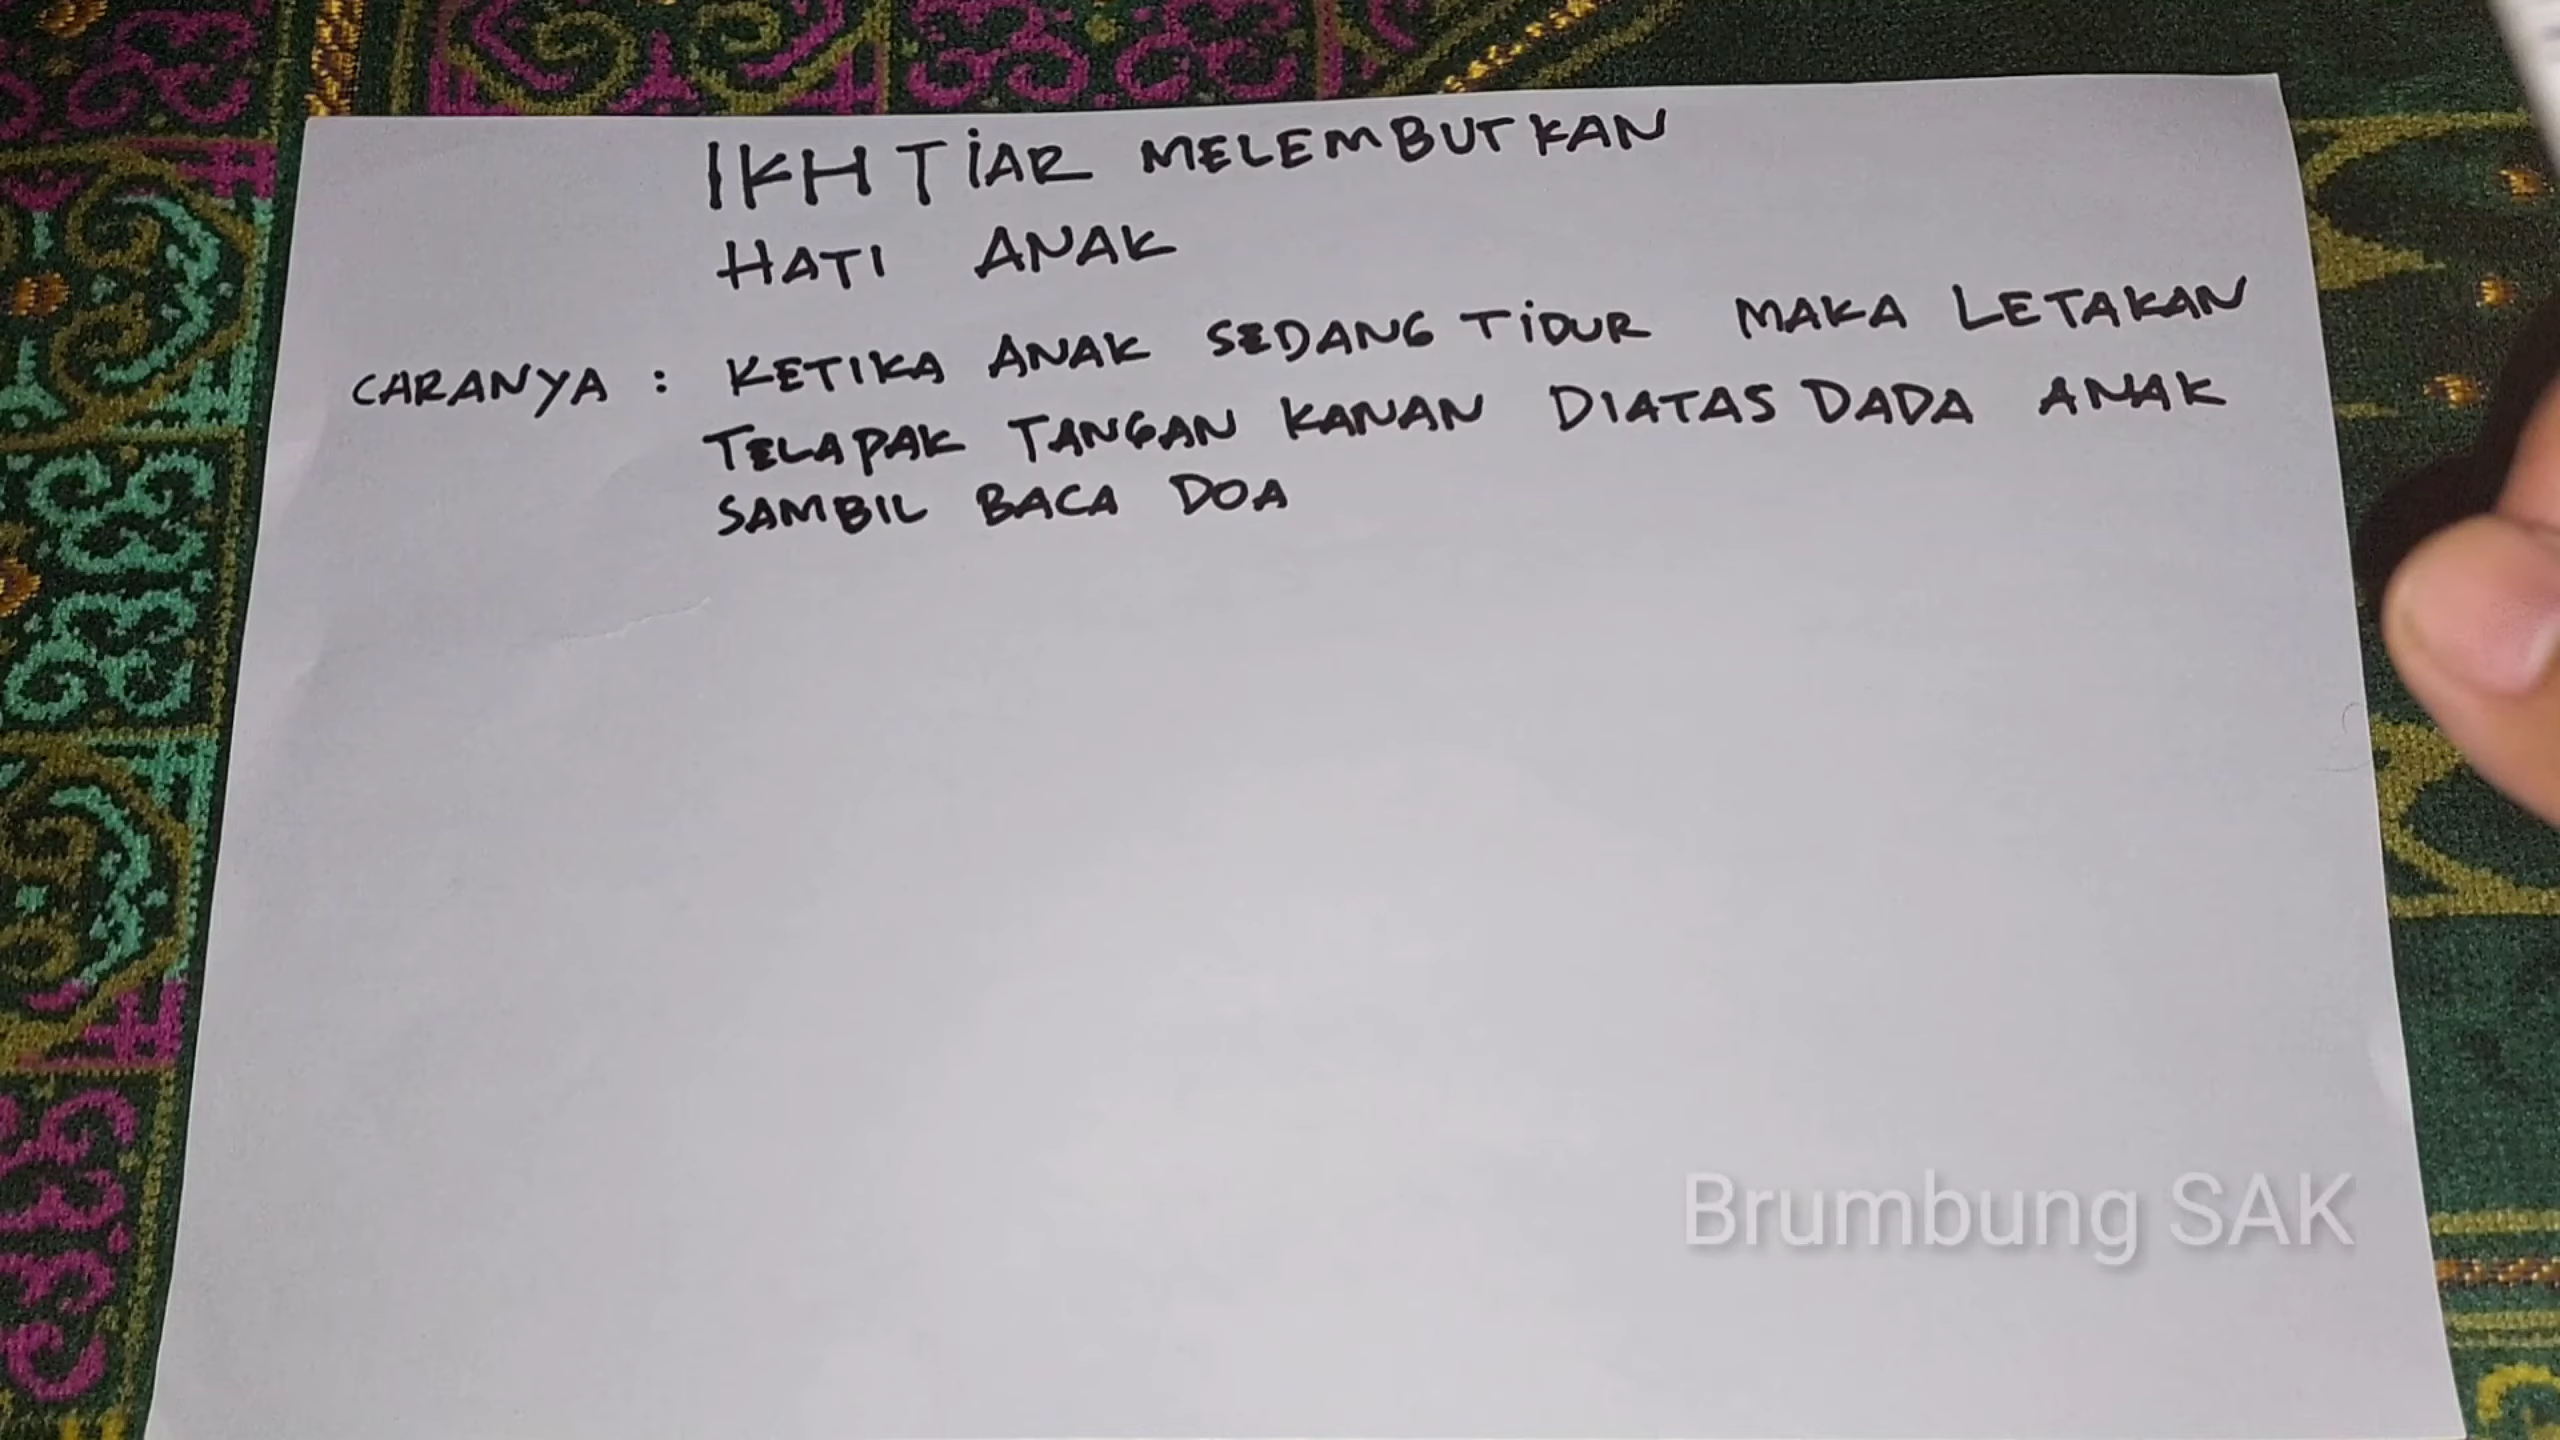 IKHTIAR MELEMBUTKAN
HATI ANAK
CARANYA : KETIKA ANAK SEDANG TIDUR MAKA LETAKAN
TELAPAK TANGAN KANAN DIATAS DADA ANAK
SAMBIL BACA DOA
Brumbung SAK